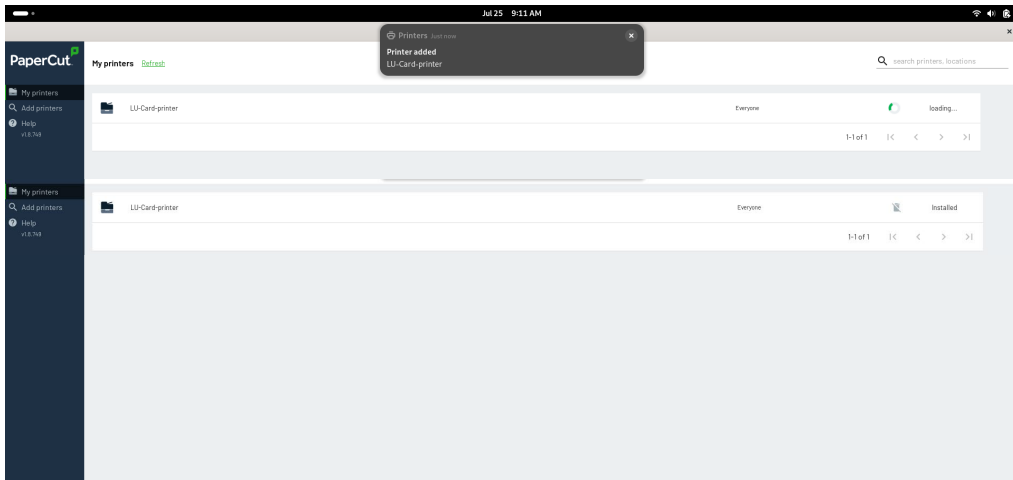 Jul 25 9:11 AM
Printers Just now
Printer added
LU-Card-printer
PaperCut
My printers Refresh
search printers, locations
My printers
Add printers
Help
v1.8.749
LU-Card-printer Everyone loading...
1-1 of 1
My printers
Add printers
Help
v1.8.749
LU-Card-printer Everyone Installed
1-1 of 1